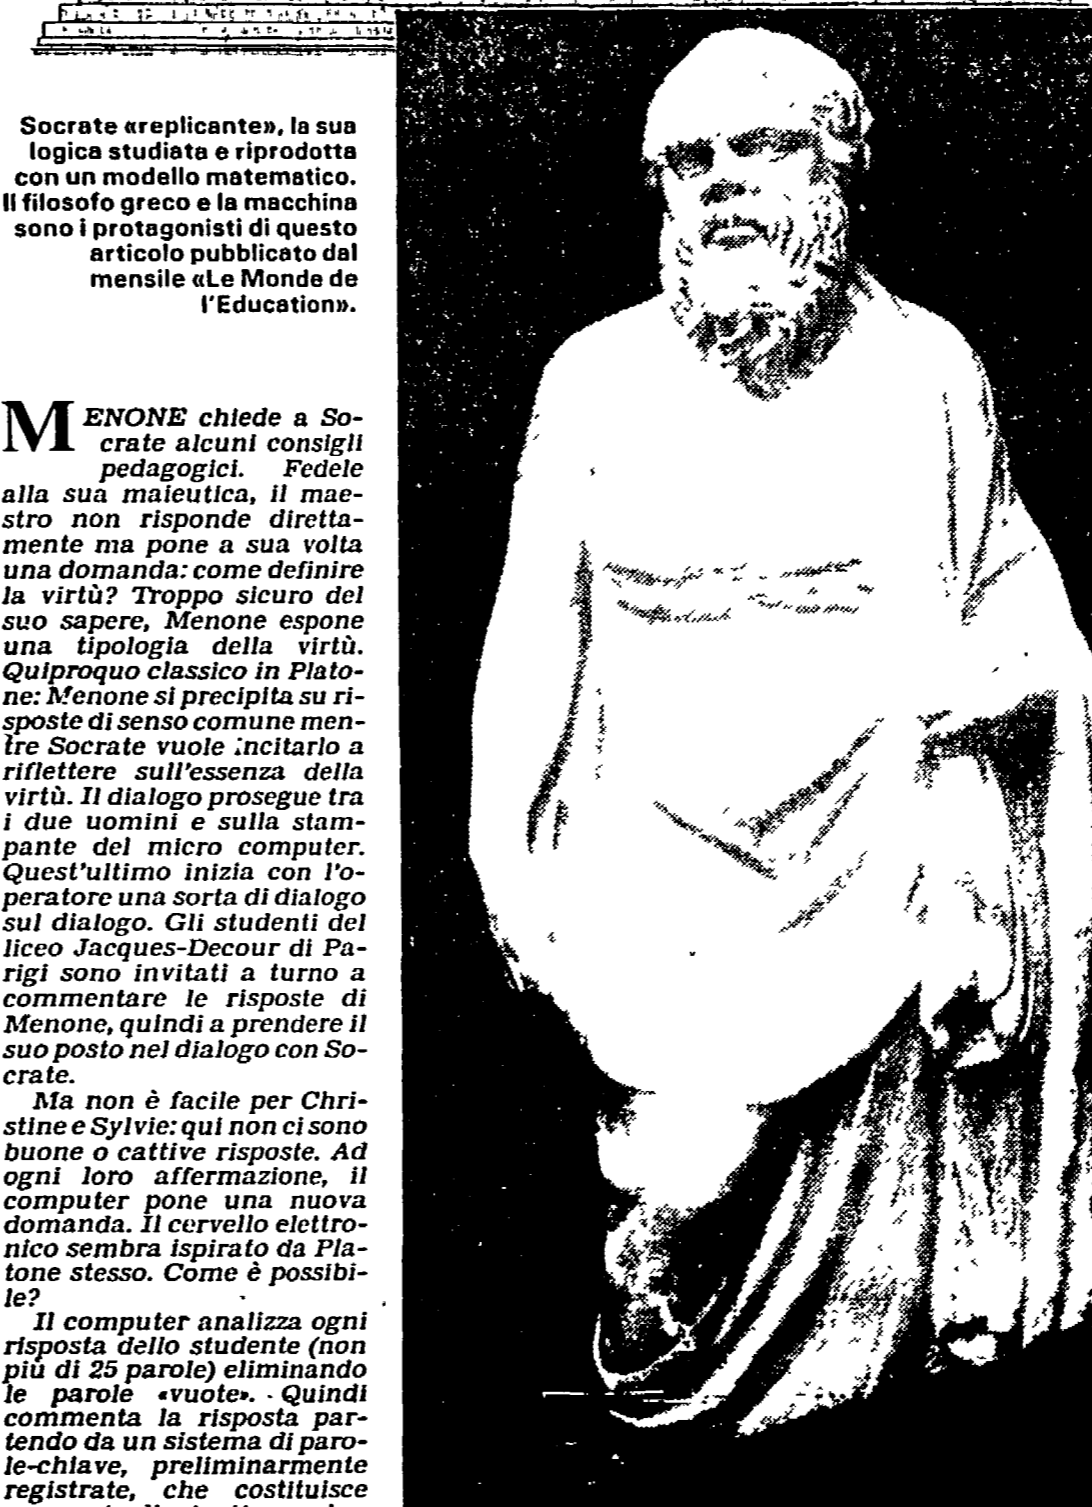 Socrate «replicante», la sua
logica studiata e riprodotta
con un modello matematico.
Il filosofo greco e la macchina
sono i protagonisti di questo
articolo pubblicato dal
mensile «Le Monde de
l'Education».
MENONE chiede a So-
crate alcuni consigli
pedagogici. Fedele
alla sua maieutica, il mae-
stro non risponde diretta-
mente ma pone a sua volta
una domanda: come definire
la virtù? Troppo sicuro del
suo sapere, Menone espone
una tipologia della virtù.
Quiproquo classico in Plato-
ne: Menone si precipita su ri-
sposte di senso comune men-
tre Socrate vuole incitarlo a
riflettere sull'essenza della
virtù. Il dialogo prosegue tra
i due uomini e sulla stam-
pante del micro computer.
Quest'ultimo inizia con l'o-
peratore una sorta di dialogo
sul dialogo. Gli studenti del
liceo Jacques-Decour di Pa-
rigi sono invitati a turno a
commentare le risposte di
Menone, quindi a prendere il
suo posto nel dialogo con So-
crate.
Ma non è facile per Chri-
stine e Sylvie: qui non ci sono
buone o cattive risposte. Ad
ogni loro affermazione, il
computer pone una nuova
domanda. Il cervello elettro-
nico sembra ispirato da Pla-
tone stesso. Come è possibi-
le?
Il computer analizza ogni
risposta dello studente (non
più di 25 parole) eliminando
le parole «vuote». Quindi
commenta la risposta par-
tendo da un sistema di paro-
le-chiave, preliminarmente
registrate, che costituisce